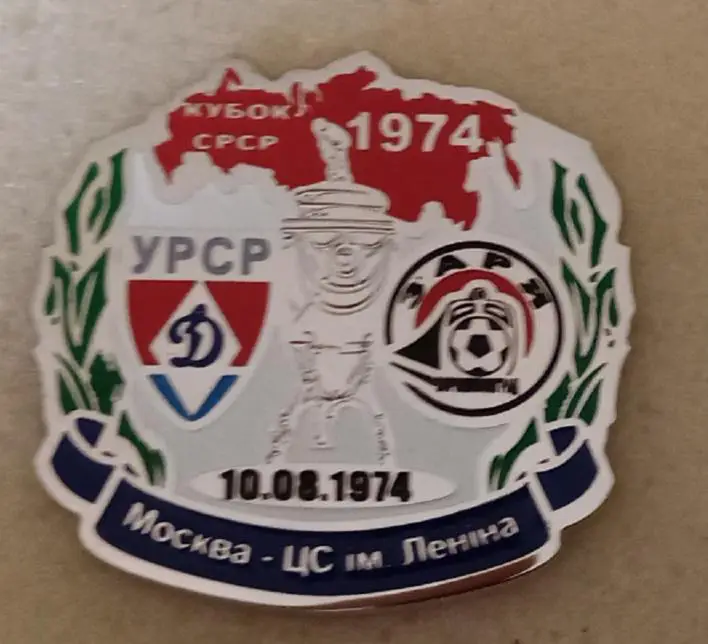 КУБОК
СРСР
1974
УРСР
Д
ЗАРЯ
10.08.1974
Москва - ЦС ім. Леніна